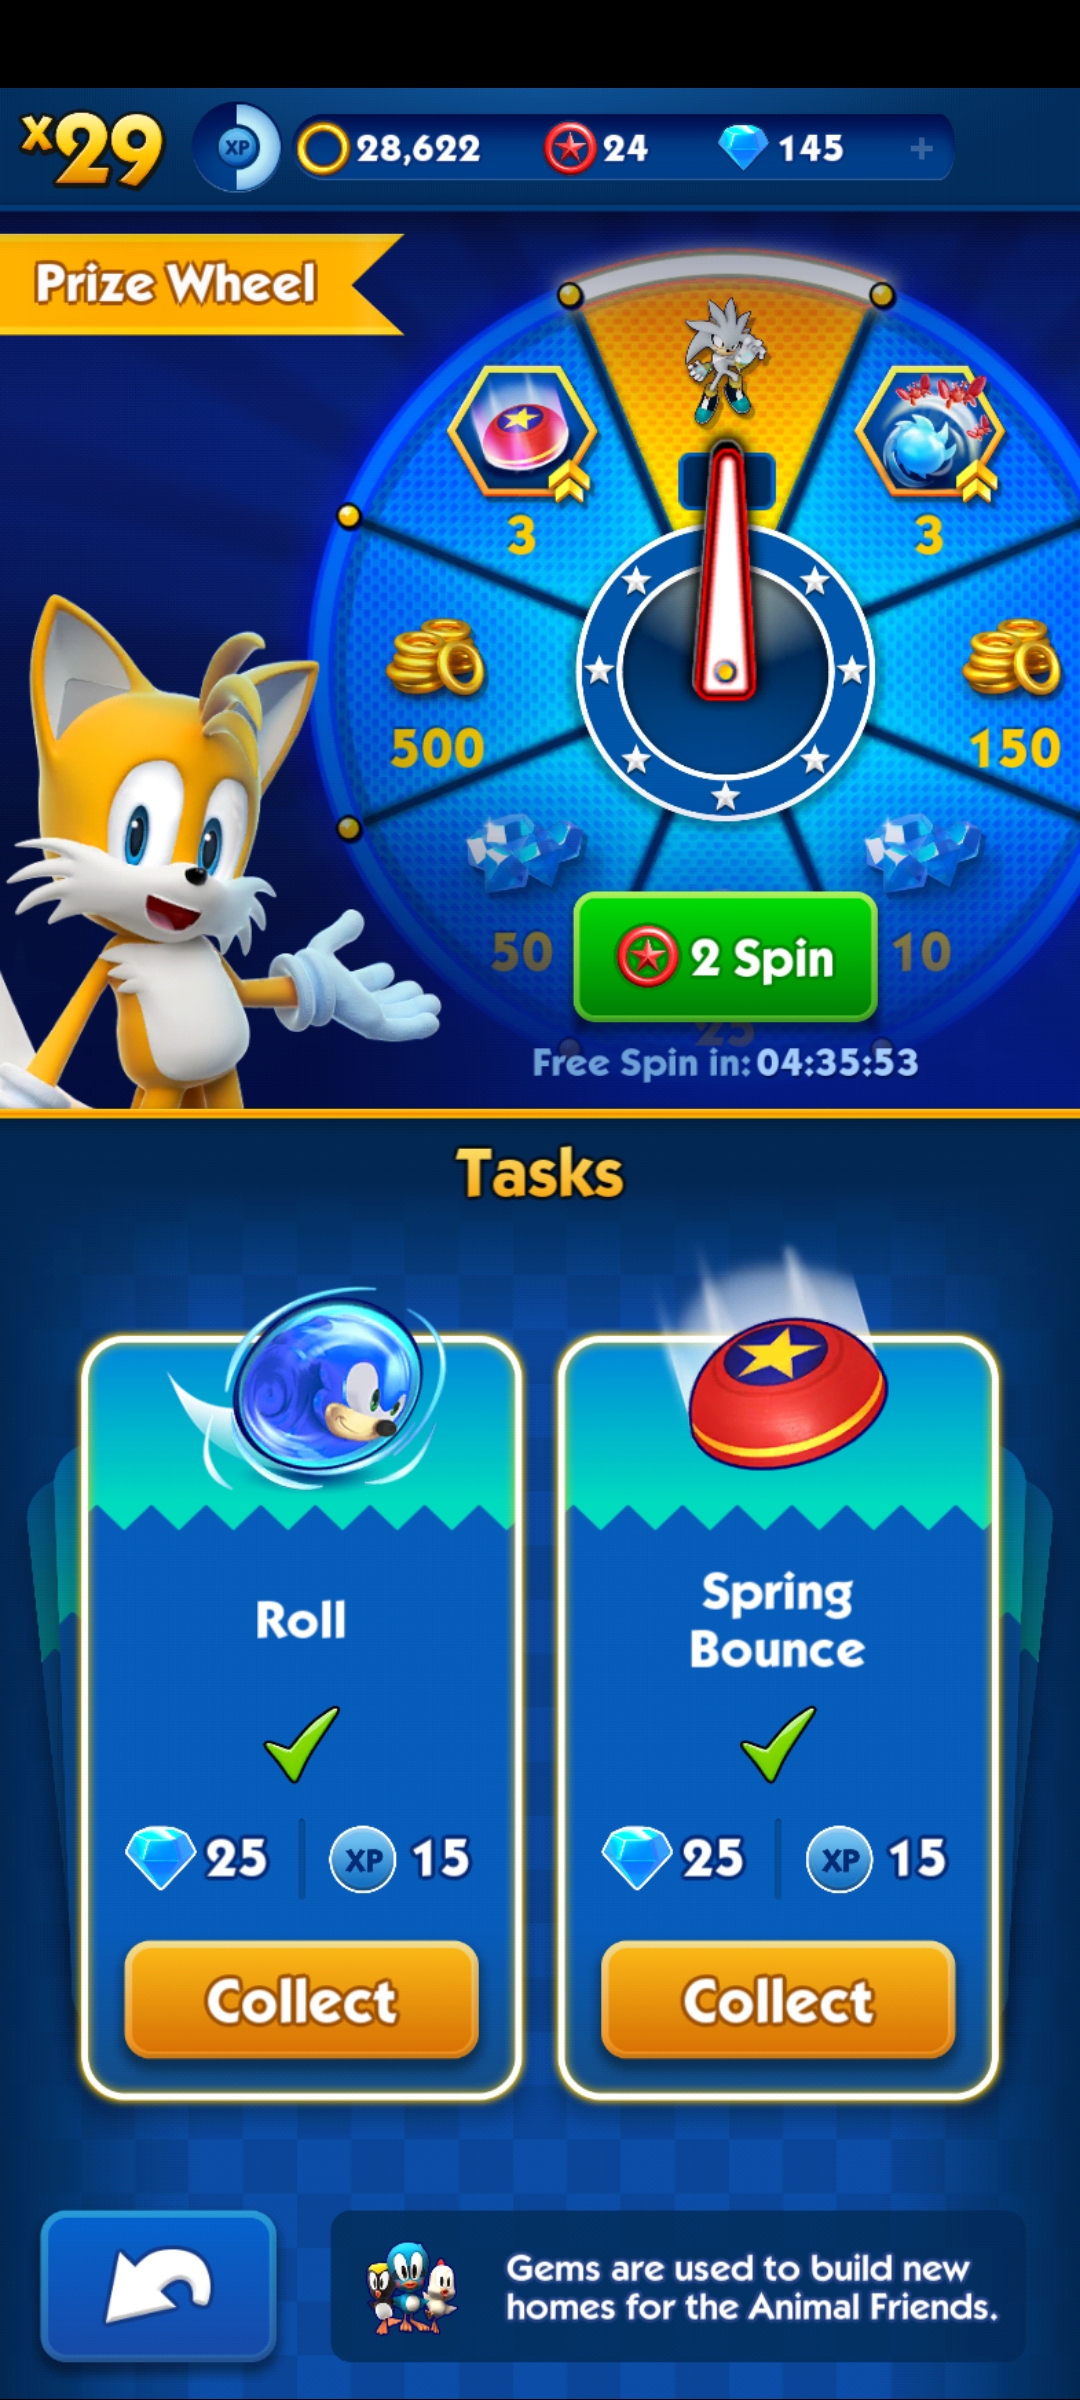 x29
XP
28,622
24
145
Prize Wheel
3
3
500
150
50
10
2 Spin
25
Free Spin in: 04:35:53
Tasks
Roll
Spring
Bounce
25
XP 15
25
XP 15
Collect
Collect
Gems are used to build new
homes for the Animal Friends.